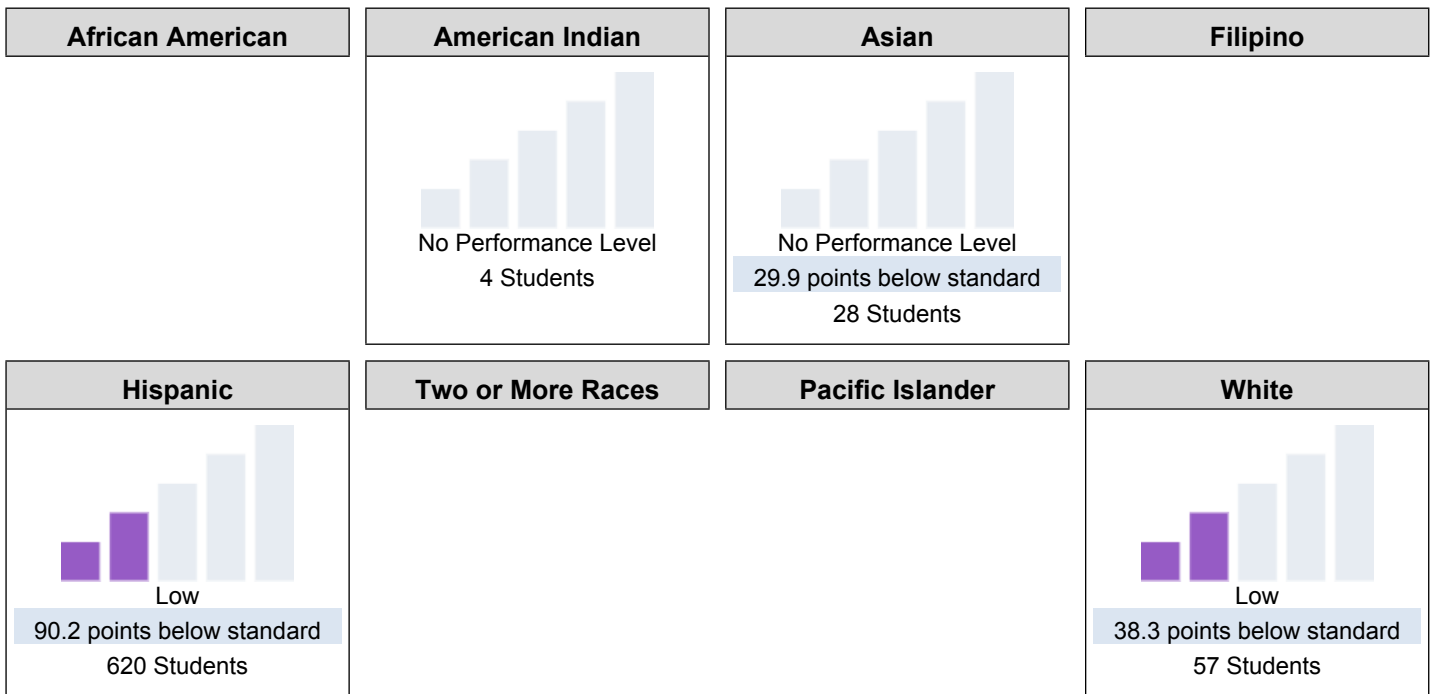 African American
American Indian
Asian
Filipino
No Performance Level
4 Students
No Performance Level
29.9 points below standard
28 Students
Hispanic
Two or More Races
Pacific Islander
White
Low
90.2 points below standard
620 Students
Low
38.3 points below standard
57 Students